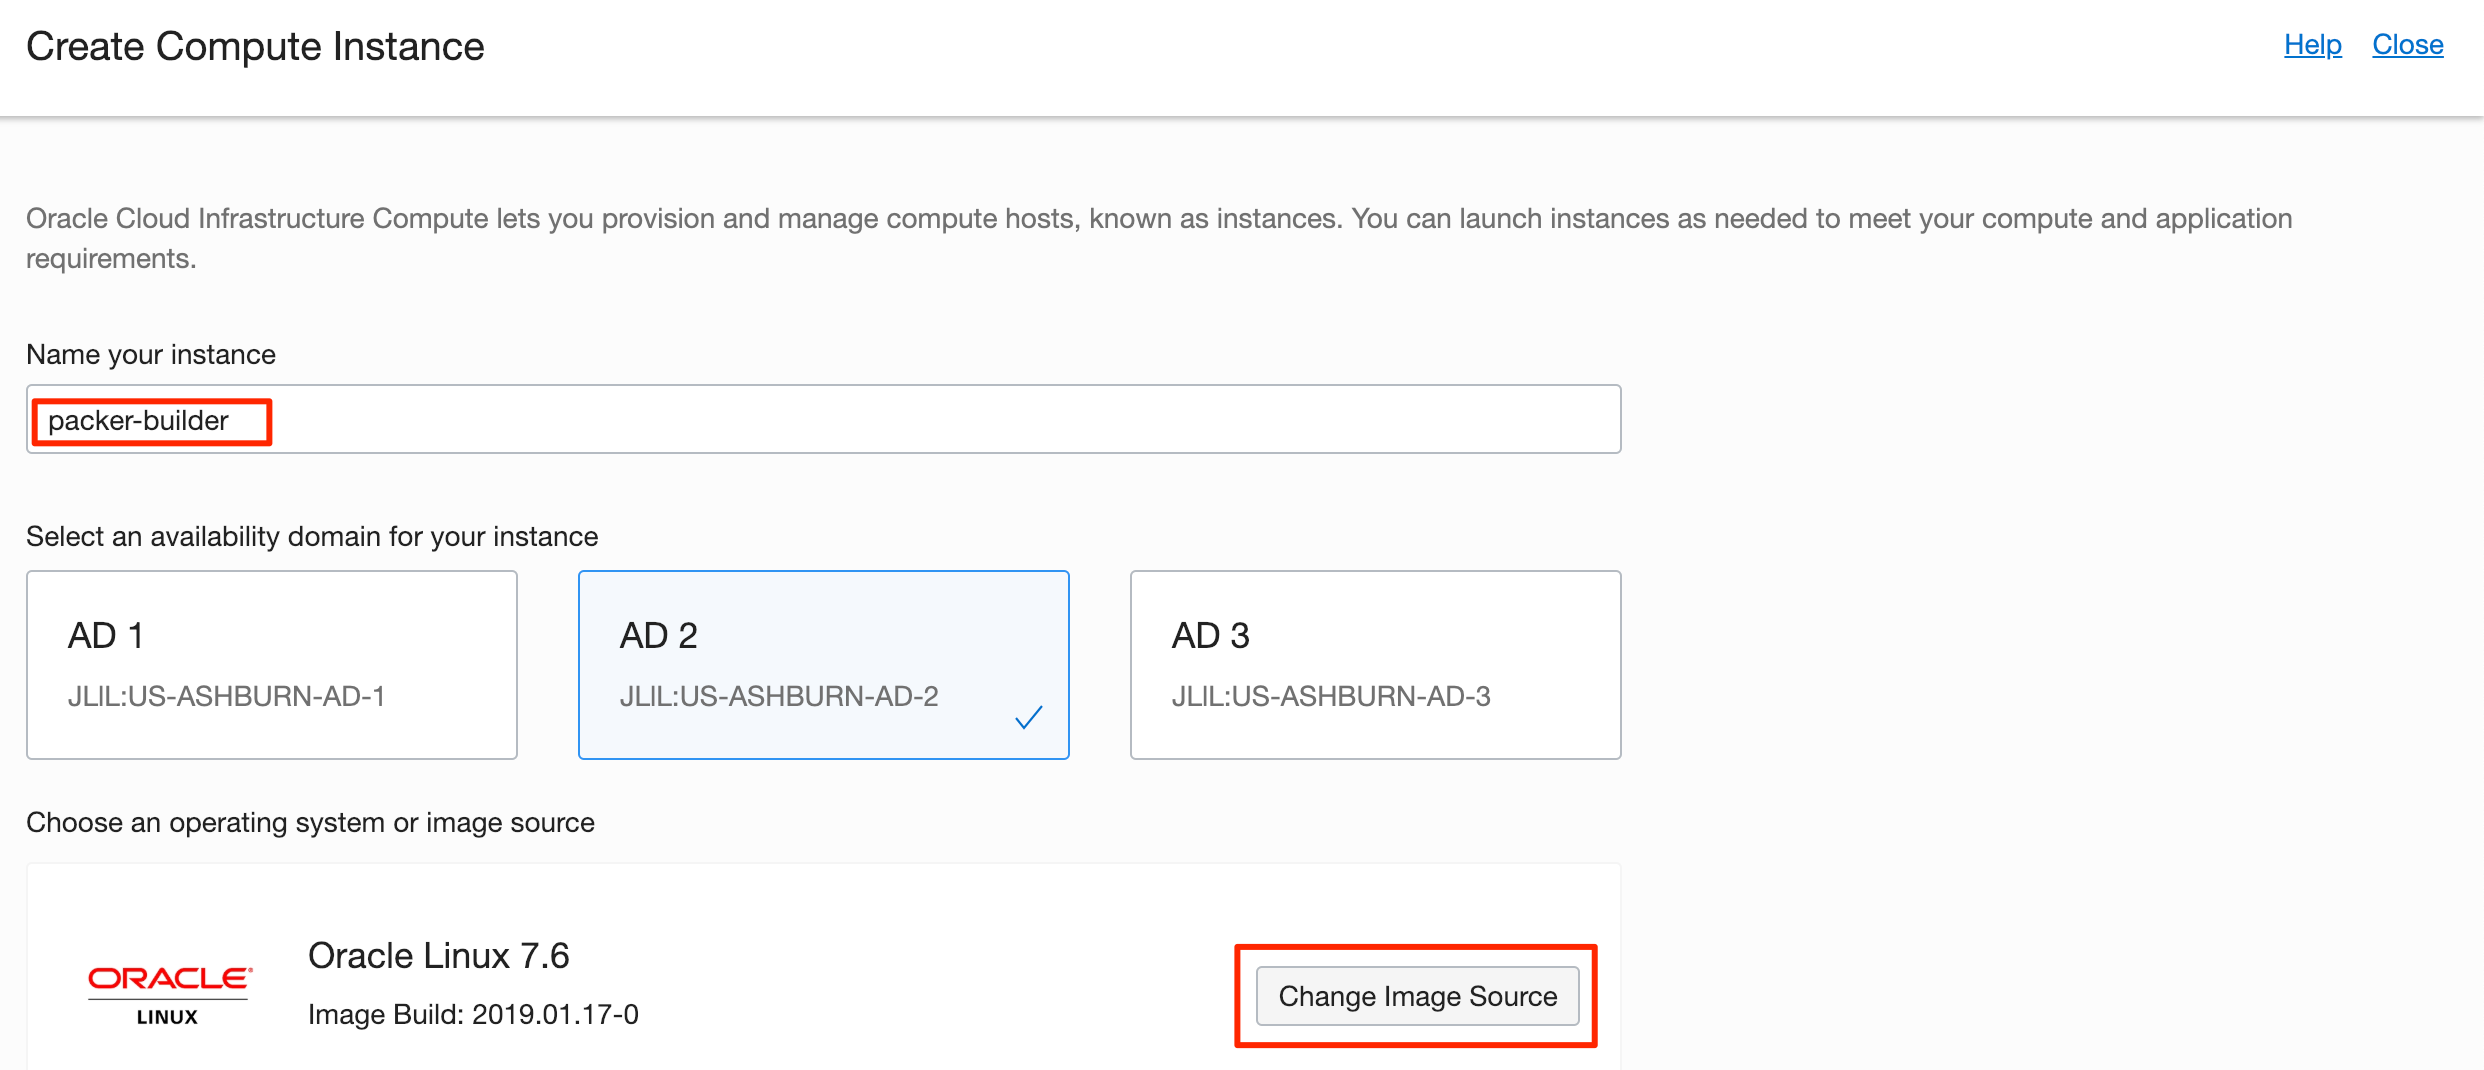 Create Compute Instance
Help Close
Oracle Cloud Infrastructure Compute lets you provision and manage compute hosts, known as instances. You can launch instances as needed to meet your compute and application
requirements.
Name your instance
packer-builder
Select an availability domain for your instance
AD 1
JLIL:US-ASHBURN-AD-1
AD 2
JLIL:US-ASHBURN-AD-2
AD 3
JLIL:US-ASHBURN-AD-3
Choose an operating system or image source
ORACLE
LINUX
Oracle Linux 7.6
Image Build: 2019.01.17-0
Change Image Source